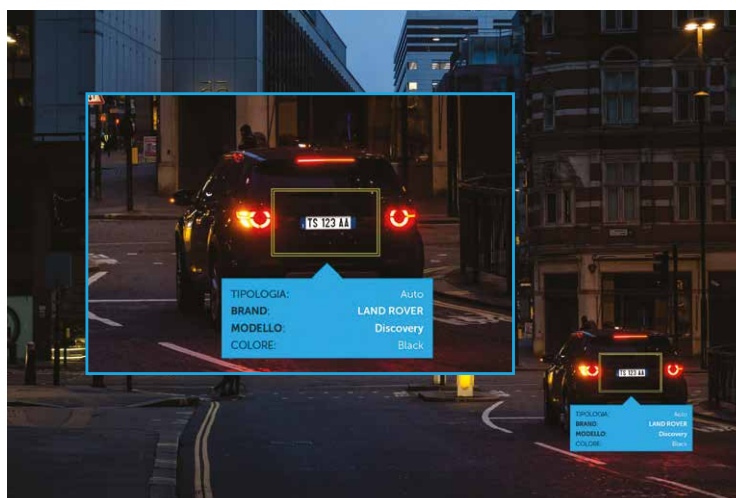 TS 123 AA
TIPOLOGIA: Auto
BRAND: LAND ROVER
MODELLO: Discovery
COLORE: Black
TS 123 AA
TIPOLOGIA: Auto
BRAND: LAND ROVER
MODELLO: Discovery
COLORE: Black